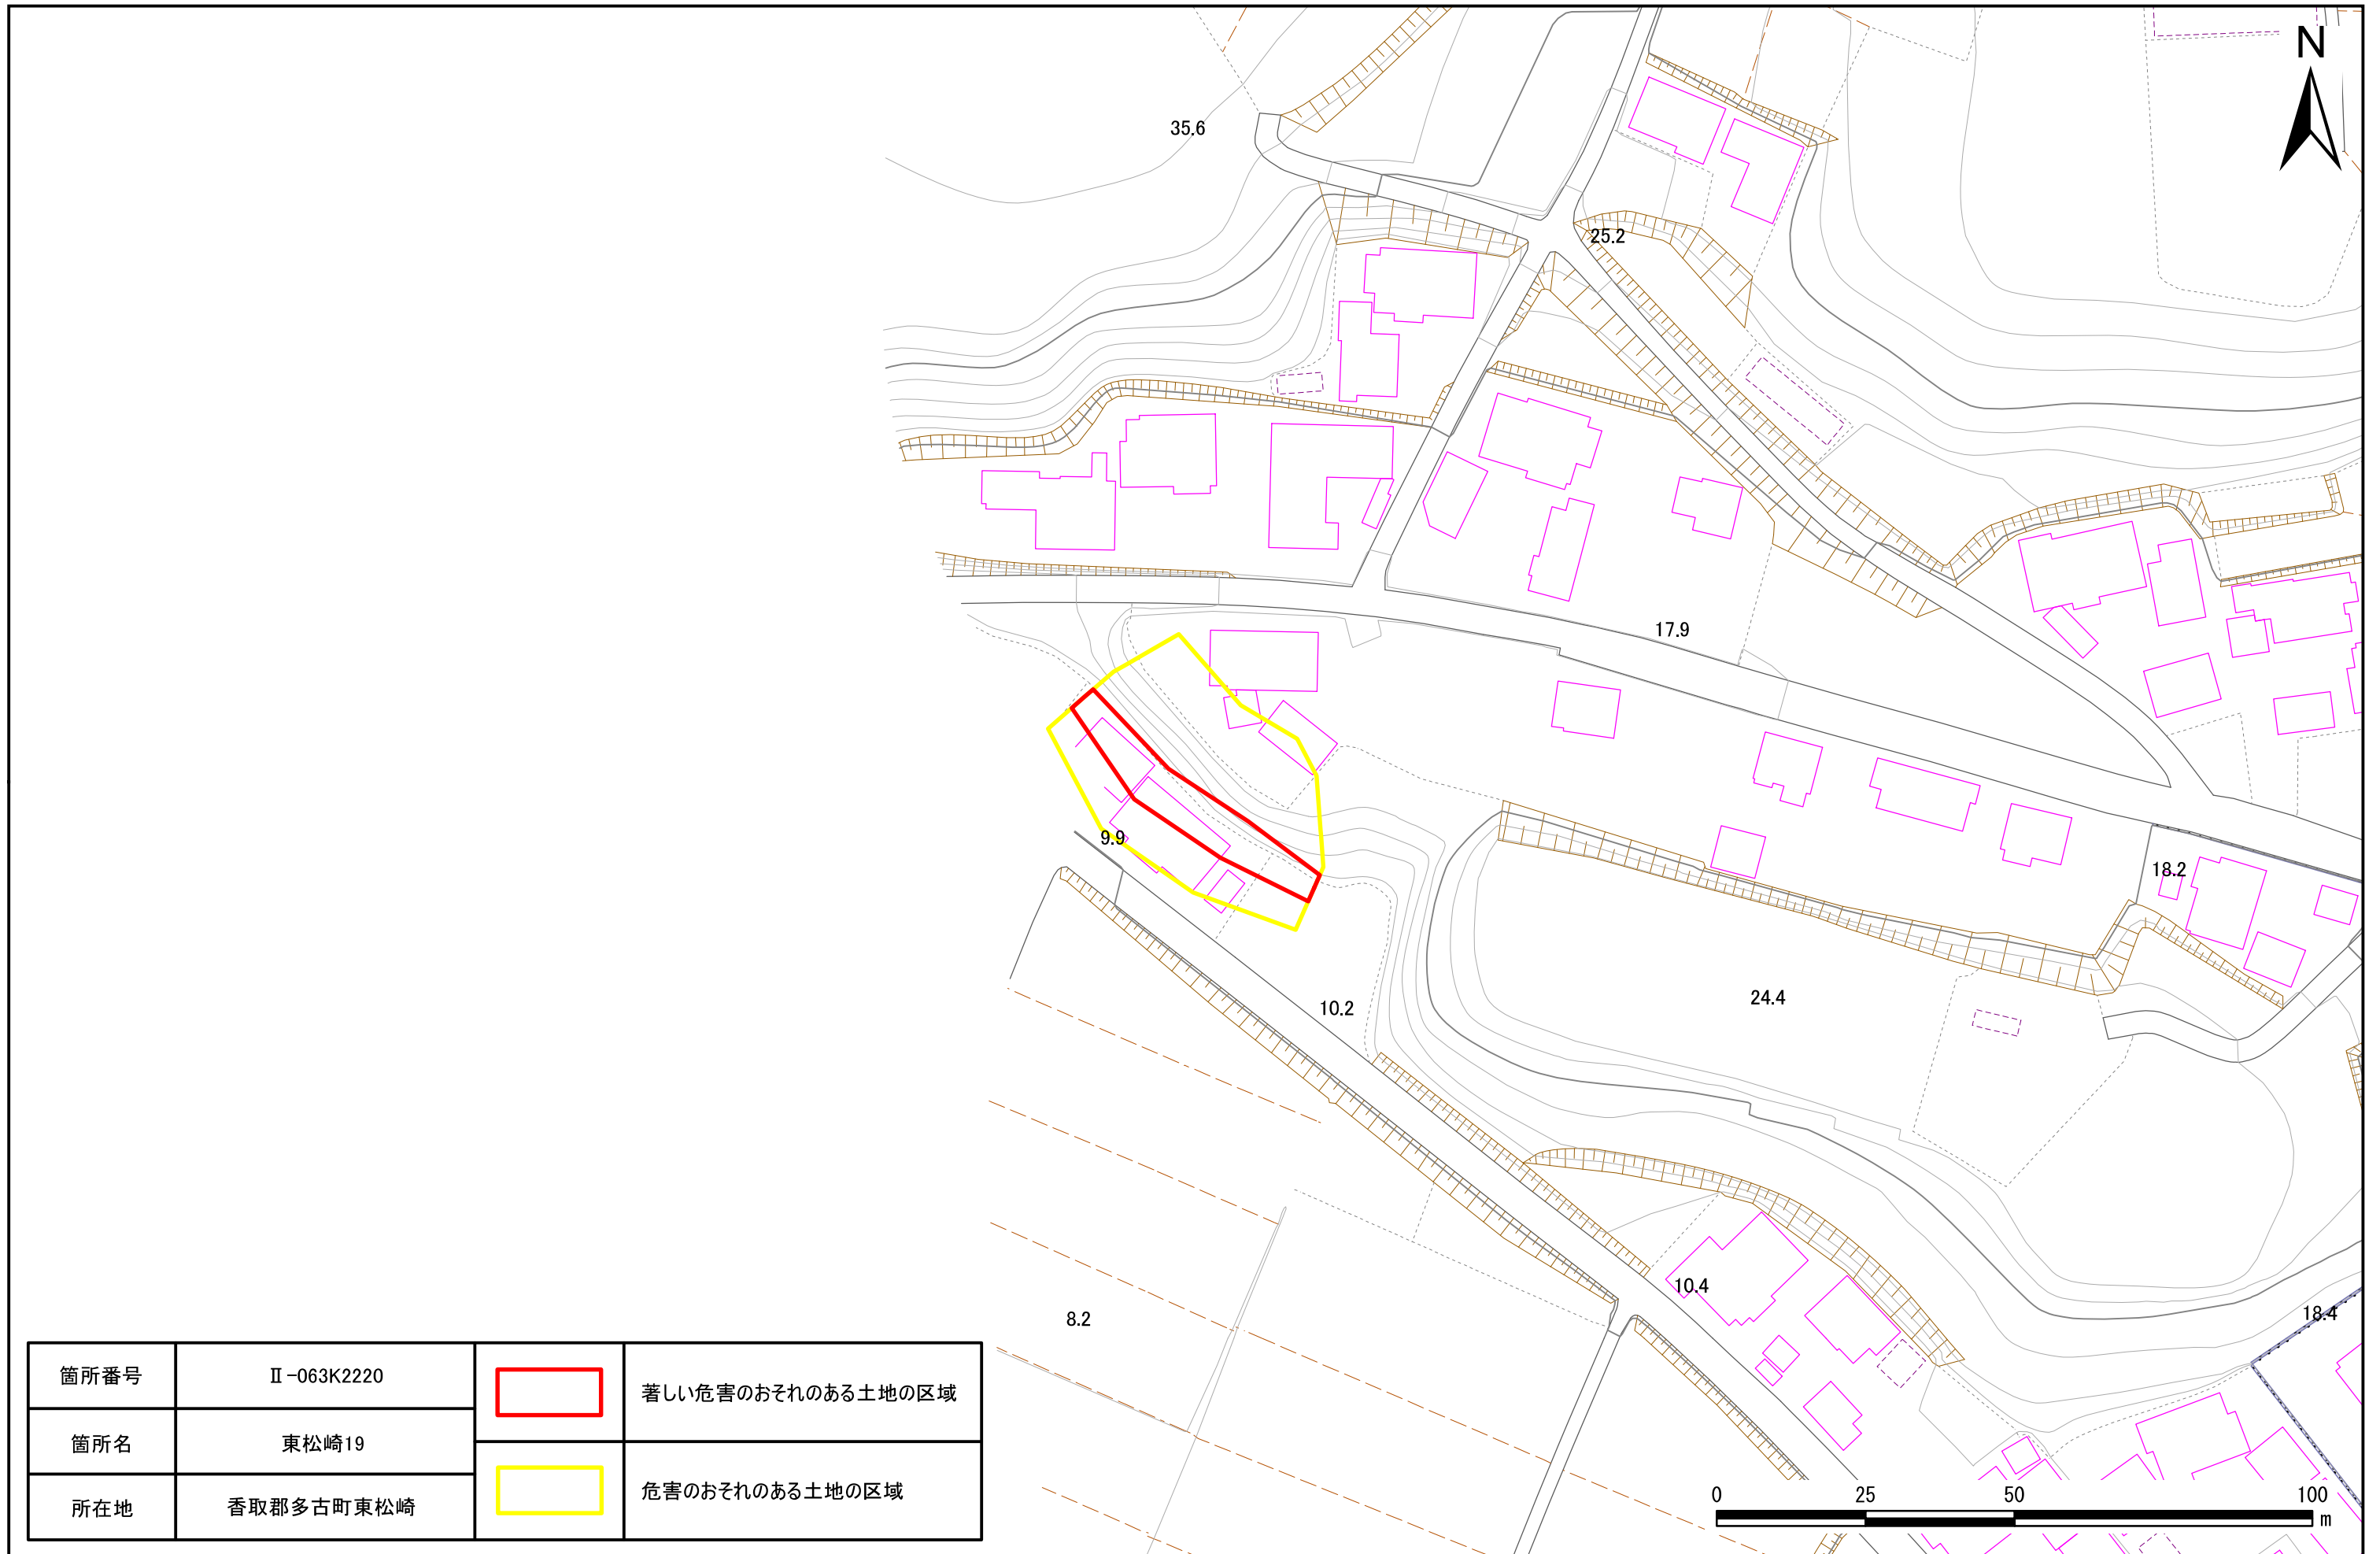 N
35.6
25.2
17.9
9.9
18.2
24.4
10.2
10.4
18.4
8.2
箇所番号 Ⅱ-063K2220
著しい危害のおそれのある土地の区域
箇所名 東松崎19
危害のおそれのある土地の区域
所在地 香取郡多古町東松崎
0 25 50 100
m